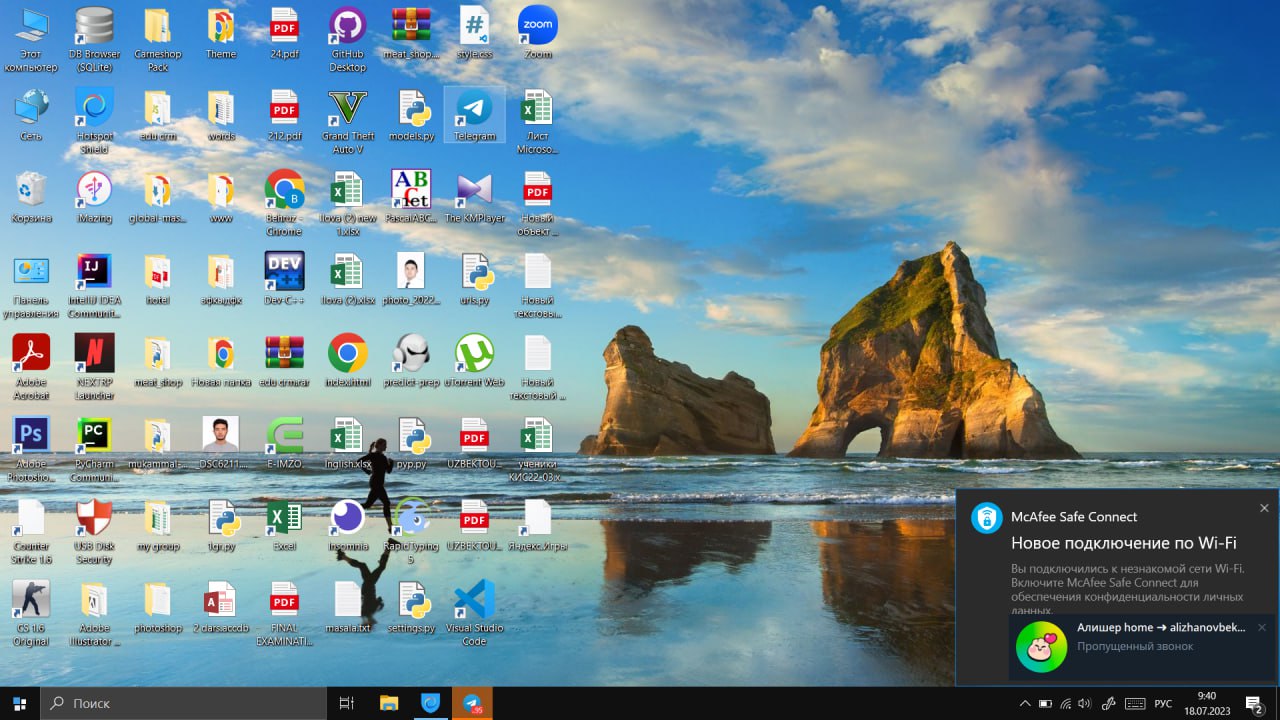 Этот
компьютер
DB Browser
(SQLite)
Carneshop
Pack
Theme
24.pdf
GitHub
Desktop
meat_shop....
style.css
zoom
Zoom
Сеть
Hotspot
Shield
edu crm
words
212.pdf
Grand Theft
Auto V
models.py
Telegram
Лист
Microso...
Корзина
iMazing
global-mas...
www
Behruz -
Chrome
Ilova (2) new
1.xlsx
PascalABC...
The KMPlayer
Новый
объект ...
Панель
управления
IntelliJ IDEA
Communit...
hotel
афкыдфк
Dev-C++
Ilova (2).xlsx
photo_2022...
urls.py
Новый
текстовы...
Adobe
Acrobat
NEXTRP
Launcher
meat_shop
Новая папка
edu crm.rar
index.html
predict-prep
uTorrent Web
Новый
текстовый ...
Adobe
Photosho...
PyCharm
Communi...
mukammal-...
_DSC6211....
E-IMZO
Inglish.xlsx
pyp.py
UZBEKTOU...
ученики
КИС22-03.x...
Counter
Strike 1.6
USB Disk
Security
my group
1gr.py
Excel
Insomnia
RapidTyping
5
UZBEKTOU...
Яндекс.Игры
CS 1.6
Original
Adobe
Illustrator ...
photoshop
2 dars.accdb
FINAL
EXAMINATI...
masala.txt
settings.py
Visual Studio
Code
McAfee Safe Connect
Новое подключение по Wi-Fi
Вы подключились к незнакомой сети Wi-Fi.
Включите McAfee Safe Connect для
обеспечения конфиденциальности личных
данных.
Алишер home ➜ alizhanovbek...
Пропущенный звонок
Поиск
РУС
9:40
18.07.2023
2